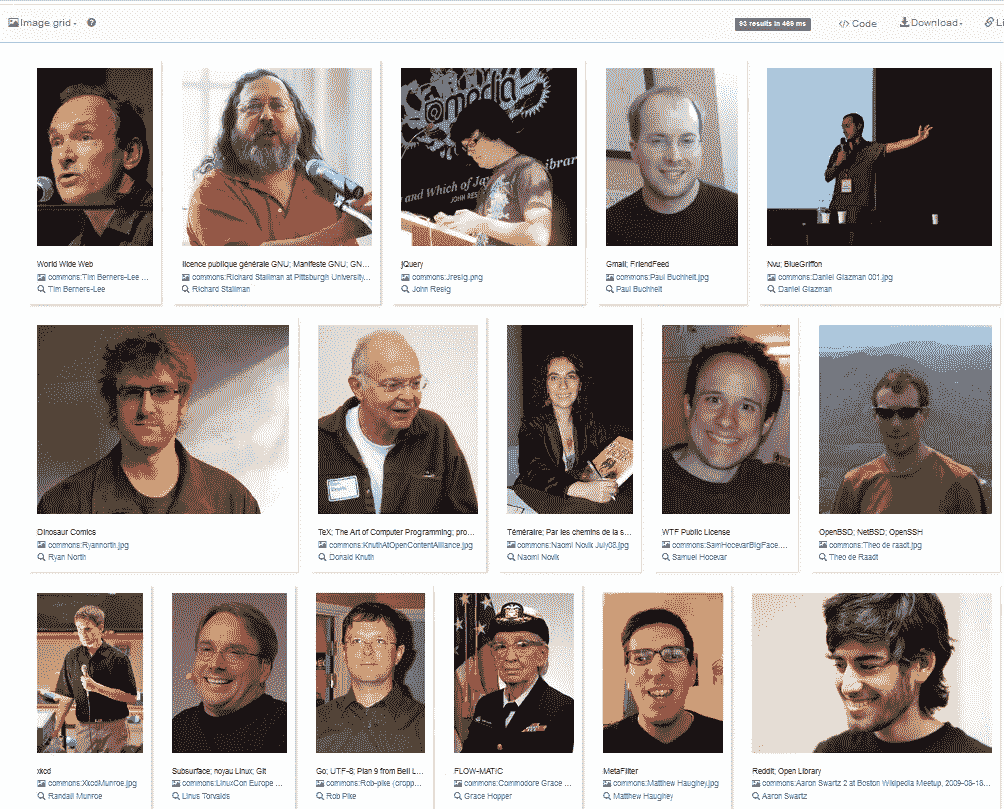 Image grid
93 results in 469 ms
Code
Download
Li
@media
librar
and Which of Ja
JOHN RES
World Wide Web
commons:Tim Berners-Lee ...
Tim Berners-Lee
licence publique générale GNU; Manifeste GNU; GN...
commons:Richard Stallman at Pittsburgh University...
Richard Stallman
jQuery
commons:Jresig.png
John Resig
Gmail; FriendFeed
commons:Paul Buchheit.jpg
Paul Buchheit
Nvu; BlueGriffon
commons:Daniel Glazman 001.jpg
Daniel Glazman
Dinosaur Comics
commons:Ryannorth.jpg
Ryan North
TeX; The Art of Computer Programming; pro...
commons:KnuthAtOpenContentAlliance.jpg
Donald Knuth
Téméraire; Par les chemins de la s...
commons:Naomi Novik July08.jpg
Naomi Novik
WTF Public License
commons:SamHocevarBigFace....
Samuel Hocevar
OpenBSD; NetBSD; OpenSSH
commons:Theo de raadt.jpg
Theo de Raadt
xkcd
commons:XkcdMunroe.jpg
Randall Munroe
Subsurface; noyau Linux; Git
commons:LinuxCon Europe ...
Linus Torvalds
Go; UTF-8; Plan 9 from Bell L...
commons:Rob-pike (cropp...
Rob Pike
FLOW-MATIC
commons:Commodore Grace ...
Grace Hopper
MetaFilter
commons:Matthew Haughey.jpg
Matthew Haughey
Reddit; Open Library
commons:Aaron Swartz 2 at Boston Wikipedia Meetup, 2009-08-18...
Aaron Swartz